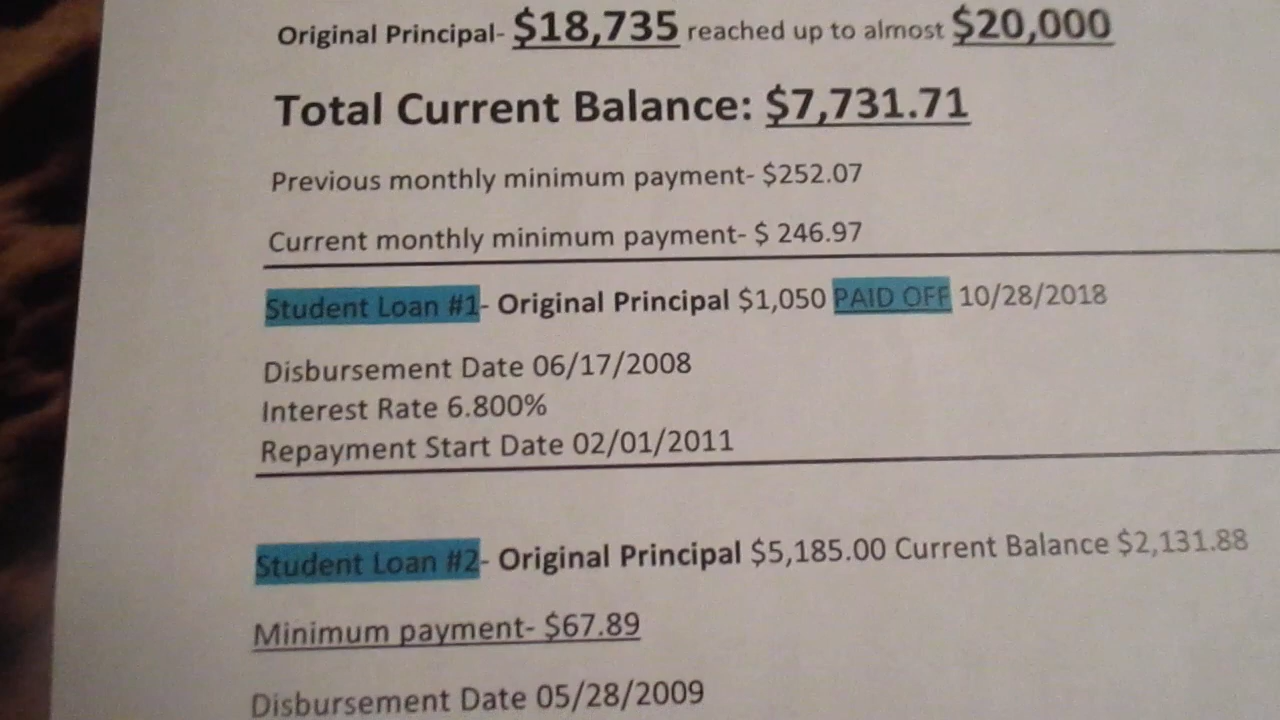 Original Principal- $18,735 reached up to almost $20,000
Total Current Balance: $7,731.71
Previous monthly minimum payment- $252.07
Current monthly minimum payment- $ 246.97
Student Loan #1- Original Principal $1,050 PAID OFF 10/28/2018
Disbursement Date 06/17/2008
Interest Rate 6.800%
Repayment Start Date 02/01/2011
Student Loan #2- Original Principal $5,185.00 Current Balance $2,131.88
Minimum payment- $67.89
Disbursement Date 05/28/2009